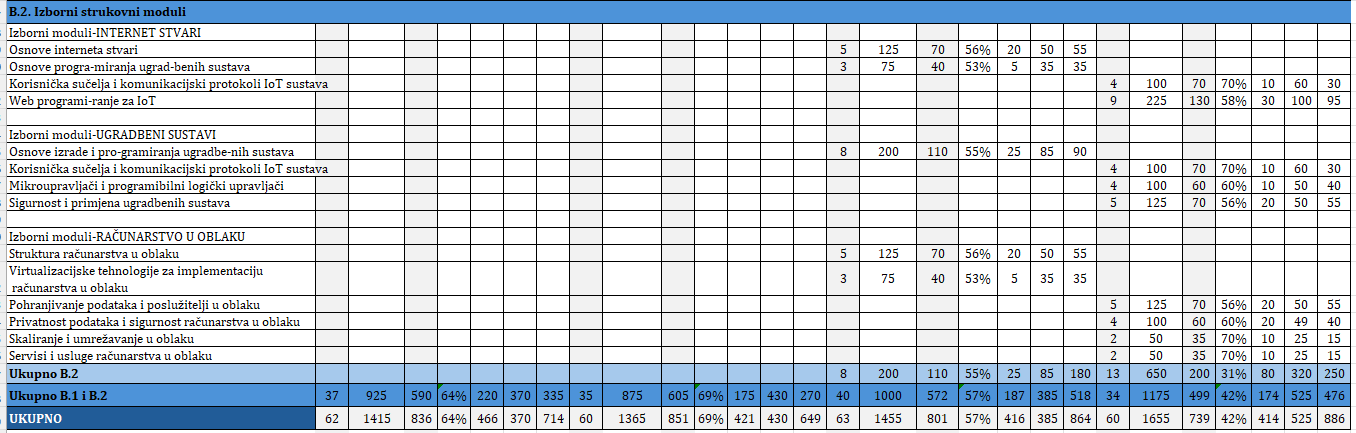 B.2. Izborni strukovni moduli
Izborni moduli-INTERNET STVARI
Osnove interneta stvari 5 125 70 56% 20 50 55
Osnove progra-miranja ugrad-benih sustava 3 75 40 53% 5 35 35
Korisnička sučelja i komunikacijski protokoli IoT sustava 4 100 70 70% 10 60 30
Web programi-ranje za IoT 9 225 130 58% 30 100 95
Izborni moduli-UGRADBENI SUSTAVI
Osnove izrade i pro-gramiranja ugradbe-nih sustava 8 200 110 55% 25 85 90
Korisnička sučelja i komunikacijski protokoli IoT sustava 4 100 70 70% 10 60 30
Mikroupravljači i programibilni logički upravljači 4 100 60 60% 10 50 40
Sigurnost i primjena ugradbenih sustava 5 125 70 56% 20 50 55
Izborni moduli-RAČUNARSTVO U OBLAKU
Struktura računarstva u oblaku 5 125 70 56% 20 50 55
Virtualizacijske tehnologije za implementaciju
računarstva u oblaku 3 75 40 53% 5 35 35
Pohranjivanje podataka i poslužitelji u oblaku 5 125 70 56% 20 50 55
Privatnost podataka i sigurnost računarstva u oblaku 4 100 60 60% 20 49 40
Skaliranje i umrežavanje u oblaku 2 50 35 70% 10 25 15
Servisi i usluge računarstva u oblaku 2 50 35 70% 10 25 15
Ukupno B.2 8 200 110 55% 25 85 180 13 650 200 31% 80 320 250
Ukupno B.1 i B.2 37 925 590 64% 220 370 335 35 875 605 69% 175 430 270 40 1000 572 57% 187 385 518 34 1175 499 42% 174 525 476
UKUPNO 62 1415 836 64% 466 370 714 60 1365 851 69% 421 430 649 63 1455 801 57% 416 385 864 60 1655 739 42% 414 525 886